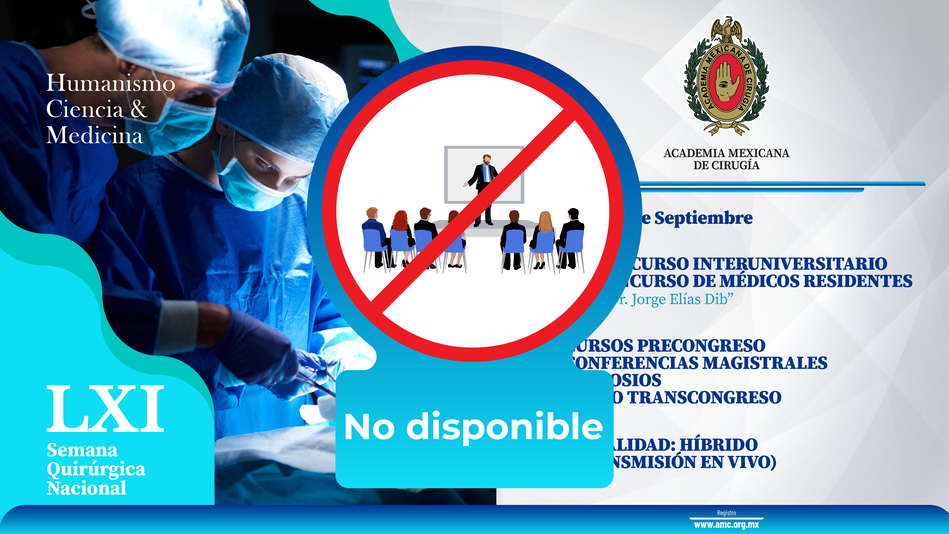 Humanismo
Ciencia &
Medicina
LXI
Semana
Quirúrgica
Nacional
ACADEMIA MEXICANA DE CIRUGÍA
ACADEMIA MEXICANA
DE CIRUGÍA
e Septiembre
CURSO INTERUNIVERSITARIO
NCURSO DE MÉDICOS RESIDENTES
r. Jorge Elías Dib”
URSOS PRECONGRESO
ONFERENCIAS MAGISTRALES
OSIOS
O TRANSCONGRESO
ALIDAD: HÍBRIDO
NSMISIÓN EN VIVO)
No disponible
Registro
www.amc.org.mx